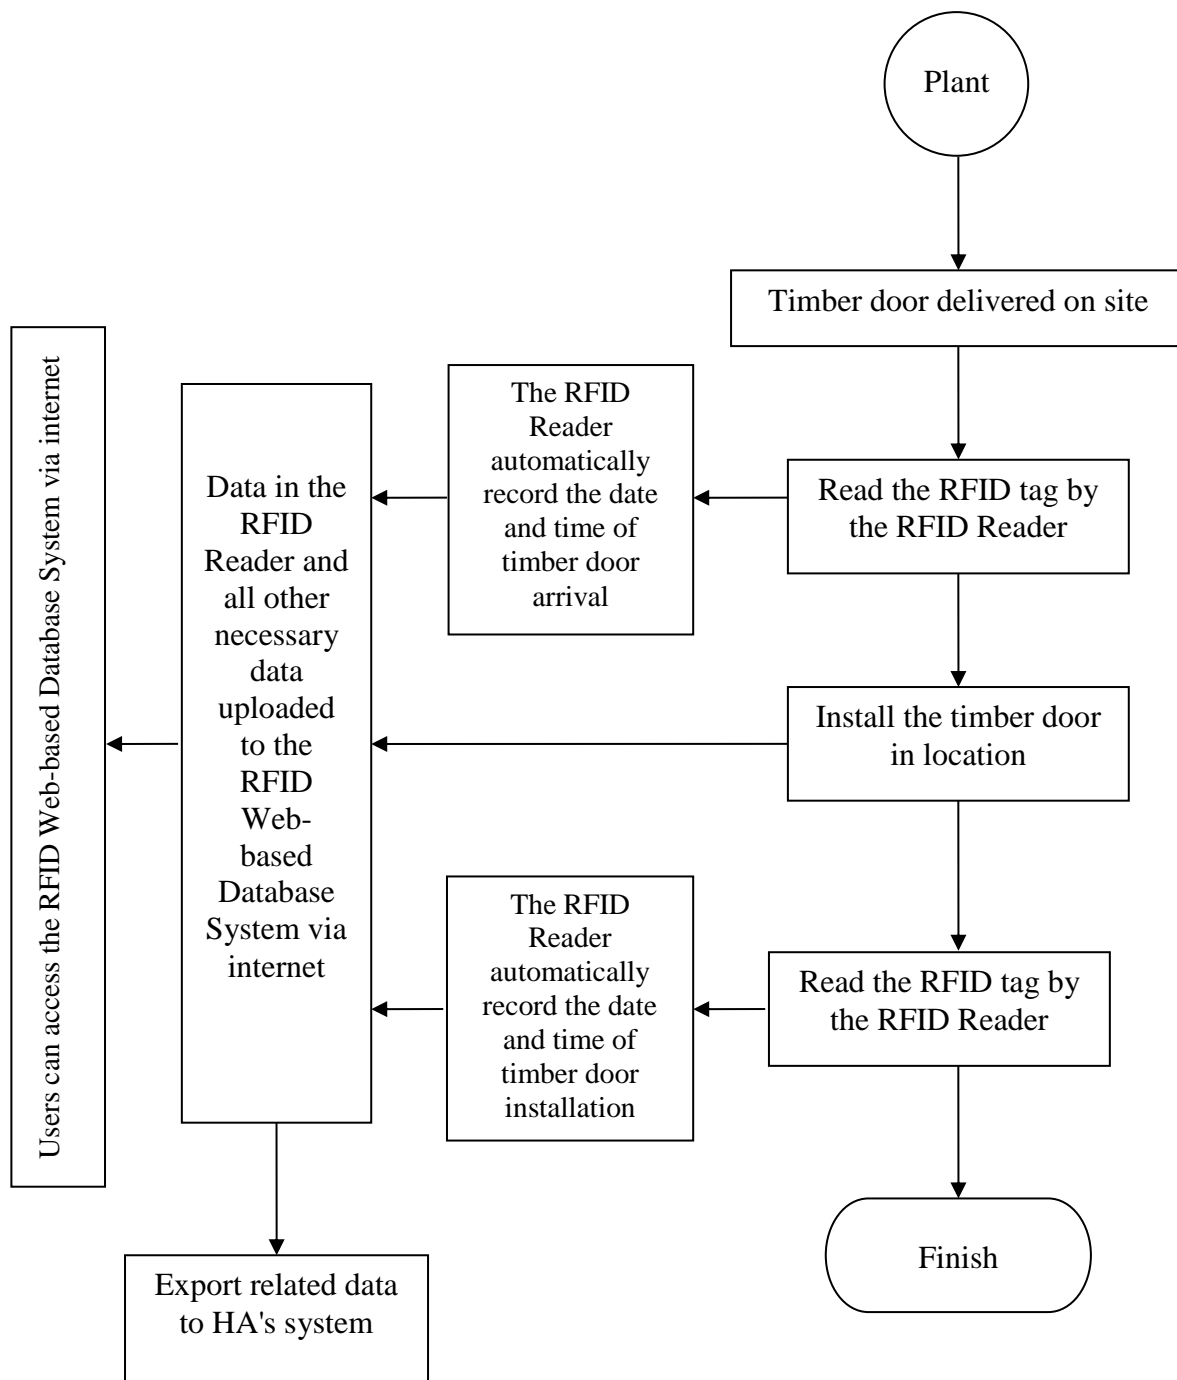 Plant
Timber door delivered on site
Users can access the RFID Web-based Database System via internet
Data in the
RFID
Reader and
all other
necessary
data
uploaded
to the
RFID
Web-
based
Database
System via
internet
The RFID
Reader
automatically
record the date
and time of
timber door
arrival
Read the RFID tag by
the RFID Reader
Install the timber door
in location
The RFID
Reader
automatically
record the date
and time of
timber door
installation
Read the RFID tag by
the RFID Reader
Export related data
to HA's system
Finish